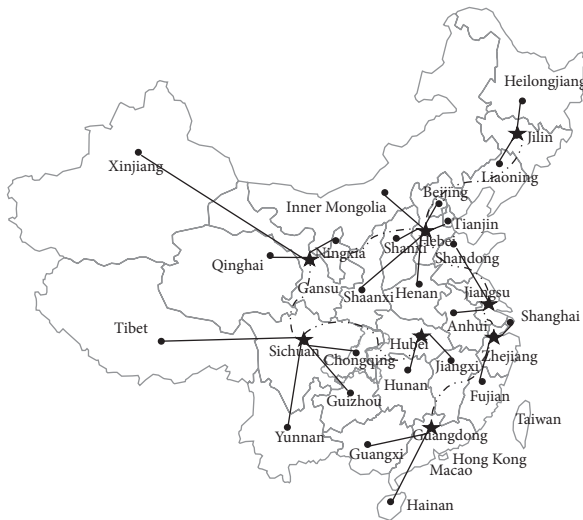 Heilongjiang
Jilin
Xinjiang
Liaoning
Beijing
Inner Mongolia
Tianjin
Hebei
Ningxia
Shanxi
Shandong
Qinghai
Gansu
Shaanxi
Henan
Jiangsu
Shanghai
Tibet
Anhui
Sichuan
Hubei
Zhejiang
Chongqing
Jiangxi
Hunan
Guizhou
Fujian
Taiwan
Yunnan
Guangdong
Guangxi
Hong Kong
Macao
Hainan